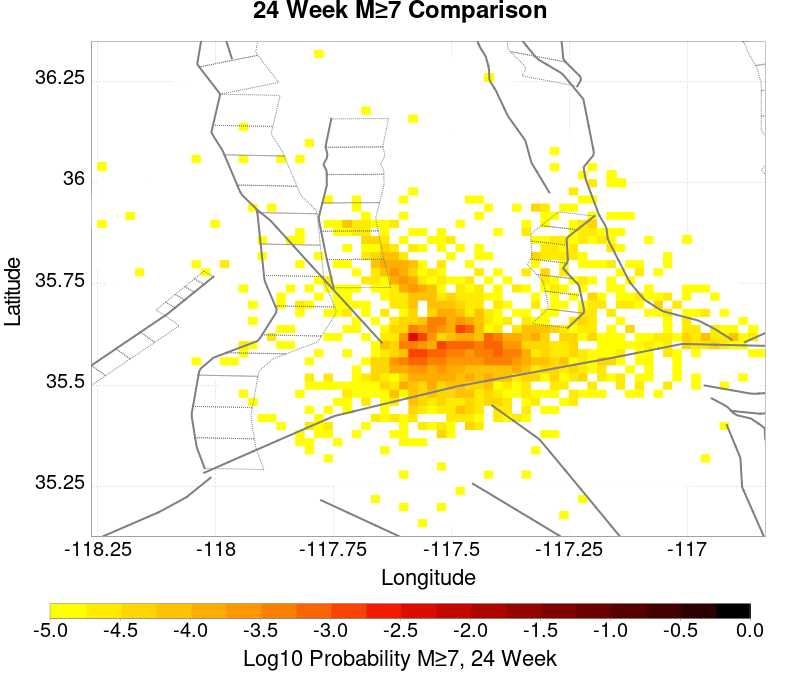 24 Week M≥7 Comparison
36.25
36
35.75
35.5
35.25
Latitude
-118.25 -118 -117.75 -117.5 -117.25 -117
Longitude
-5.0 -4.5 -4.0 -3.5 -3.0 -2.5 -2.0 -1.5 -1.0 -0.5 0.0
Log10 Probability M≥7, 24 Week